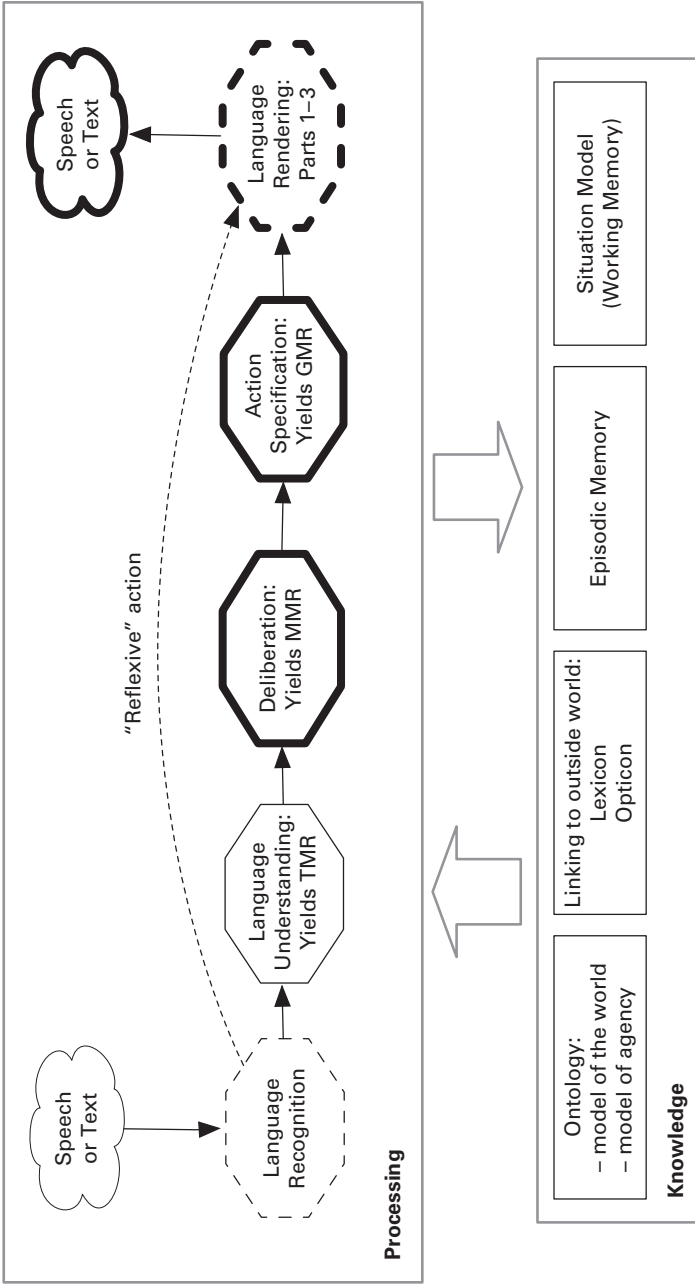 Speech
or Text
Language
Recognition
Language
Understanding:
Yields TMR
Deliberation:
Yields MMR
Action
Specification:
Yields GMR
Language
Rendering:
Parts 1–3
Speech
or Text
“Reflexive” action
Processing
Ontology:
– model of the world
– model of agency
Linking to outside world:
Lexicon
Opticon
Episodic Memory
Situation Model
(Working Memory)
Knowledge